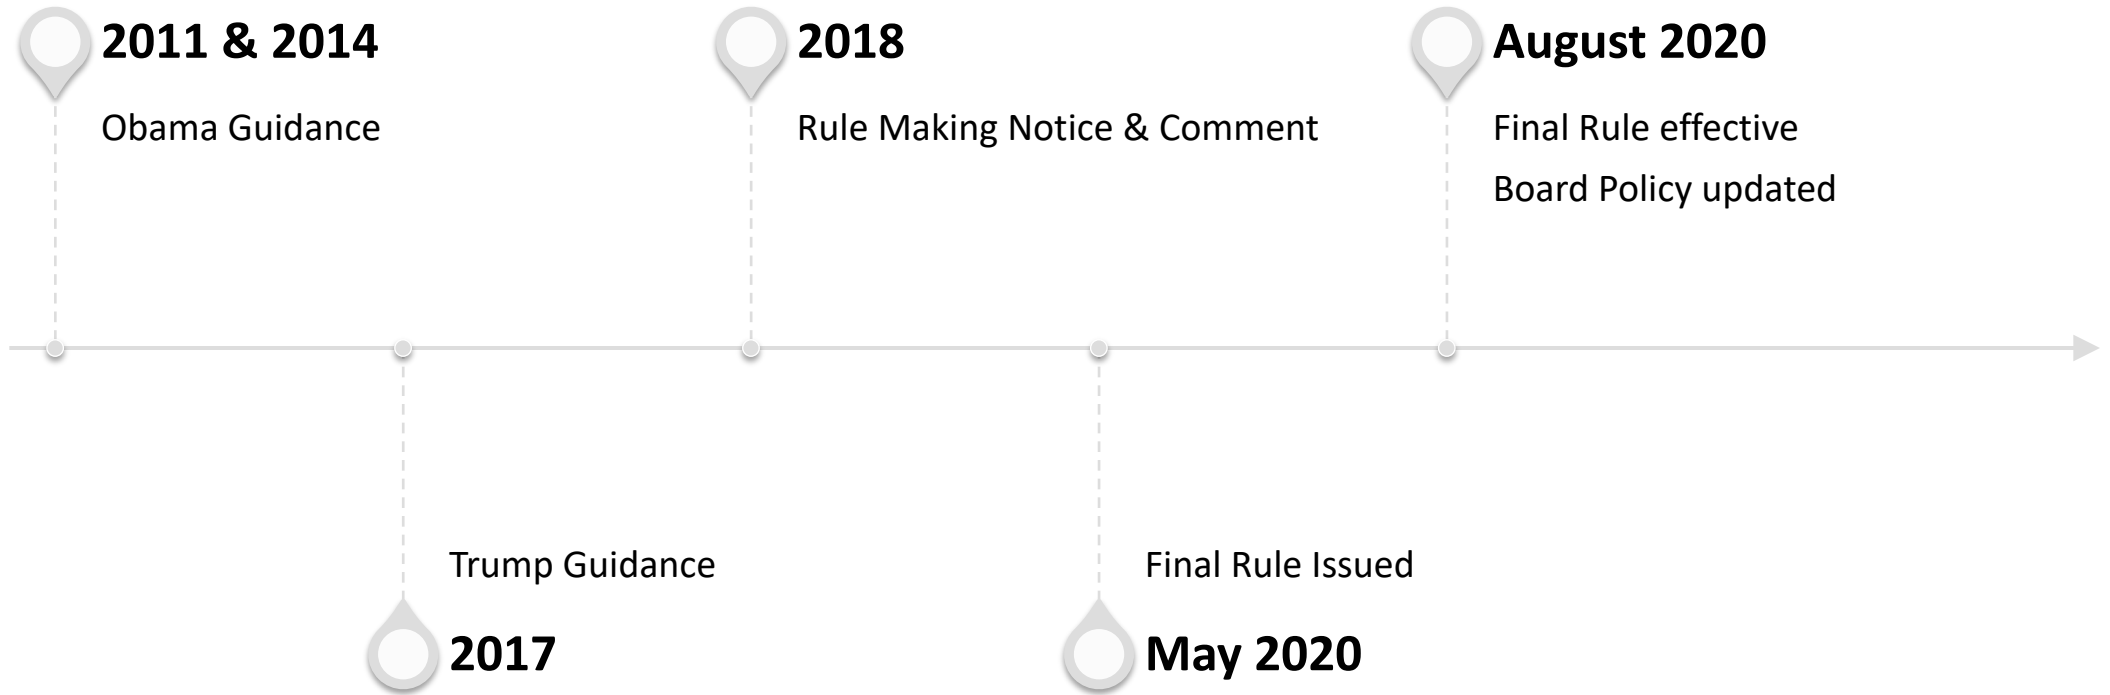 2011 & 2014
Obama Guidance
Trump Guidance
2017
2018
Rule Making Notice & Comment
Final Rule Issued
May 2020
August 2020
Final Rule effective
Board Policy updated